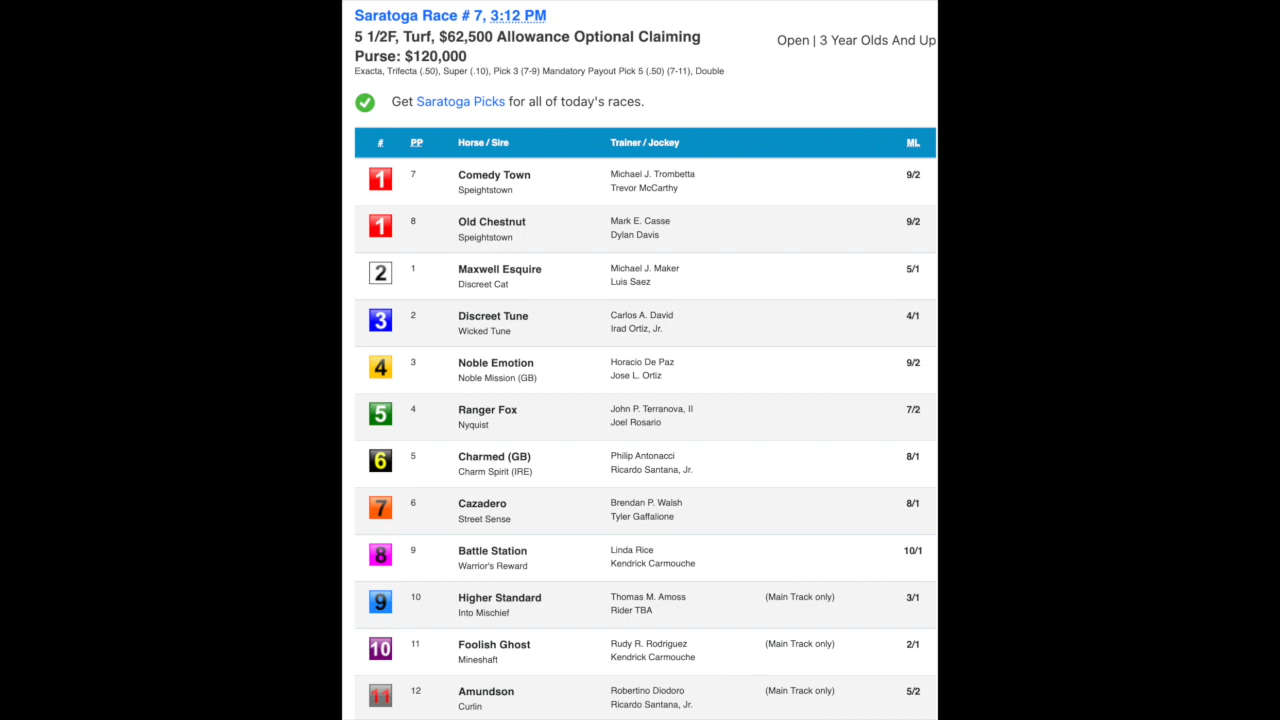 Saratoga Race # 7, 3:12 PM
5 1/2F, Turf, $62,500 Allowance Optional Claiming
Purse: $120,000
Open | 3 Year Olds And Up
Exacta, Trifecta (.50), Super (.10), Pick 3 (7-9) Mandatory Payout Pick 5 (.50) (7-11), Double
Get Saratoga Picks for all of today's races.
# PP Horse / Sire Trainer / Jockey ML
1 7 Comedy Town Michael J. Trombetta 9/2
Speightstown Trevor McCarthy
1 8 Old Chestnut Mark E. Casse 9/2
Speightstown Dylan Davis
2 1 Maxwell Esquire Michael J. Maker 5/1
Discreet Cat Luis Saez
3 2 Discreet Tune Carlos A. David 4/1
Wicked Tune Irad Ortiz, Jr.
4 3 Noble Emotion Horacio De Paz 9/2
Noble Mission (GB) Jose L. Ortiz
5 4 Ranger Fox John P. Terranova, II 7/2
Nyquist Joel Rosario
6 5 Charmed (GB) Philip Antonacci 8/1
Charm Spirit (IRE) Ricardo Santana, Jr.
7 6 Cazadero Brendan P. Walsh 8/1
Street Sense Tyler Gaffalione
8 9 Battle Station Linda Rice 10/1
Warrior's Reward Kendrick Carmouche
9 10 Higher Standard Thomas M. Amoss (Main Track only) 3/1
Into Mischief Rider TBA
10 11 Foolish Ghost Rudy R. Rodriguez (Main Track only) 2/1
Mineshaft Kendrick Carmouche
11 12 Amundson Robertino Diodoro (Main Track only) 5/2
Curlin Ricardo Santana, Jr.